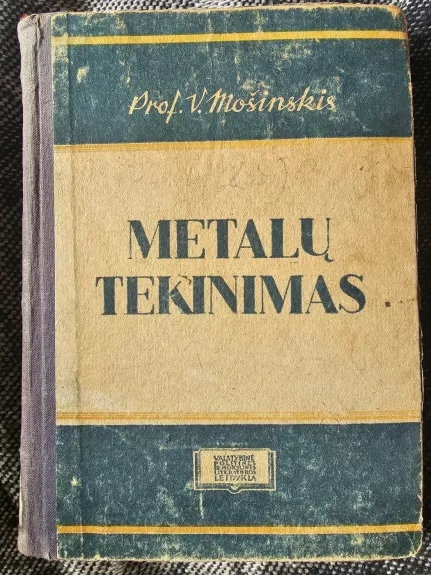 Prof. V. Mošinskis
METALŲ
TEKINIMAS
VALSTYBINĖ
POLITINĖS
IR MOKSLINĖS
LITERATŪROS
LEIDYKLA